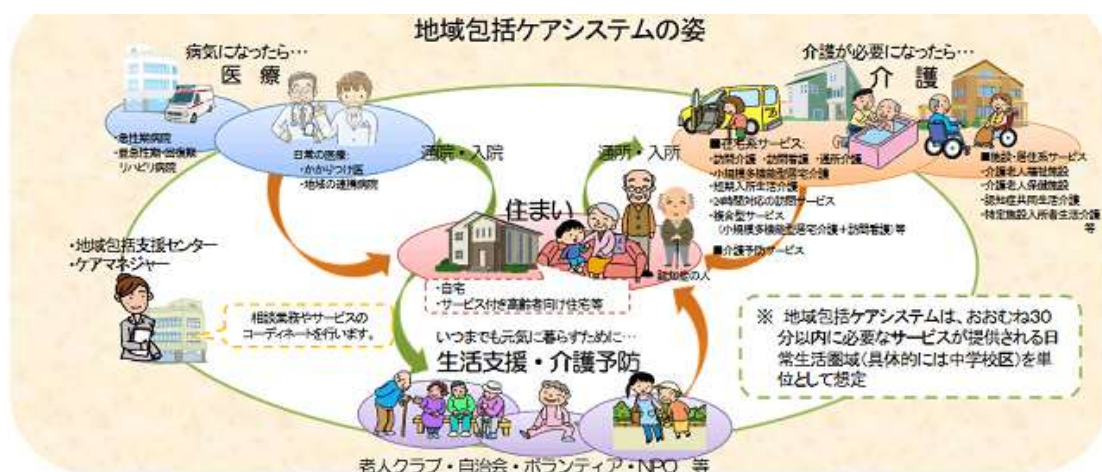 地域包括ケアシステムの姿
病気になったら…
医 療
・急性期病院
・亜急性期・回復期
リハビリ病院
日常の医療:
・かかりつけ医
・地域の連携病院
通院・入院
通所・入所
介護が必要になったら…
介 護
■在宅系サービス:
・訪問介護・訪問看護・通所介護
・小規模多機能型居宅介護
・短期入所生活介護
・24時間対応の訪問サービス
・複合型サービス
(小規模多機能型居宅介護+訪問看護)等
■介護予防サービス
■施設・居住系サービス
・介護老人福祉施設
・介護老人保健施設
・認知症共同生活介護
・特定施設入所者生活介護
等
住まい
認知症の人
・自宅
・サービス付き高齢者向け住宅等
・地域包括支援センター
・ケアマネジャー
相談業務やサービスの
コーディネートを行います。
いつまでも元気に暮らすために…
生活支援・介護予防
老人クラブ・自治会・ボランティア・NPO 等
※ 地域包括ケアシステムは、おおむね30
分以内に必要なサービスが提供される日
常生活圏域(具体的には中学校区)を単
位として想定